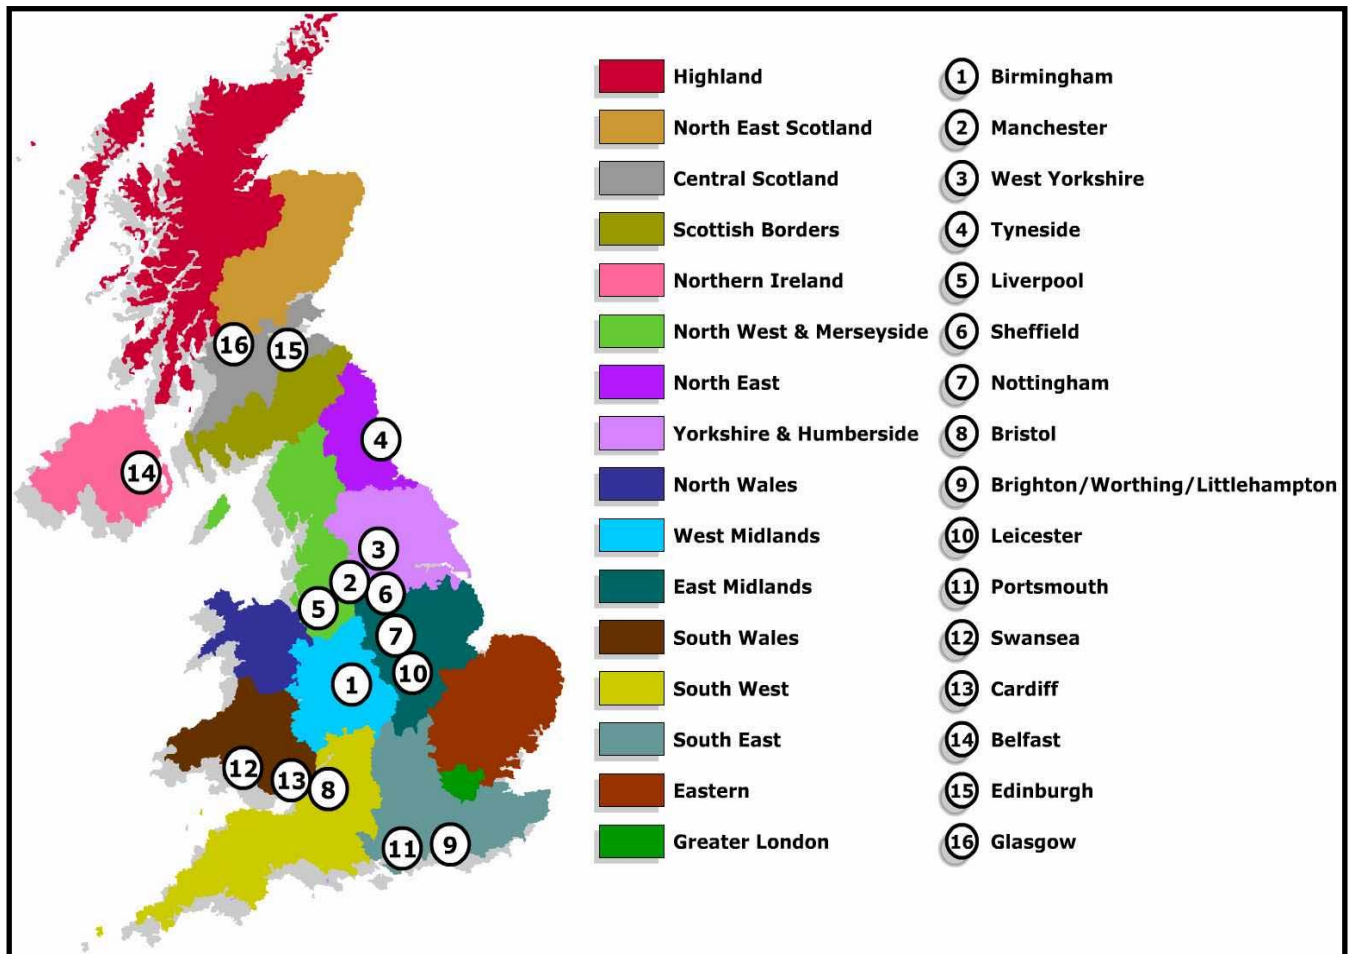 Highland
North East Scotland
Central Scotland
Scottish Borders
Northern Ireland
North West & Merseyside
North East
Yorkshire & Humberside
North Wales
West Midlands
East Midlands
South Wales
South West
South East
Eastern
Greater London
1 Birmingham
2 Manchester
3 West Yorkshire
4 Tyneside
5 Liverpool
6 Sheffield
7 Nottingham
8 Bristol
9 Brighton/Worthing/Littlehampton
10 Leicester
11 Portsmouth
12 Swansea
13 Cardiff
14 Belfast
15 Edinburgh
16 Glasgow
16
15
4
14
3
2
6
5
7
10
1
12
13
8
11
9